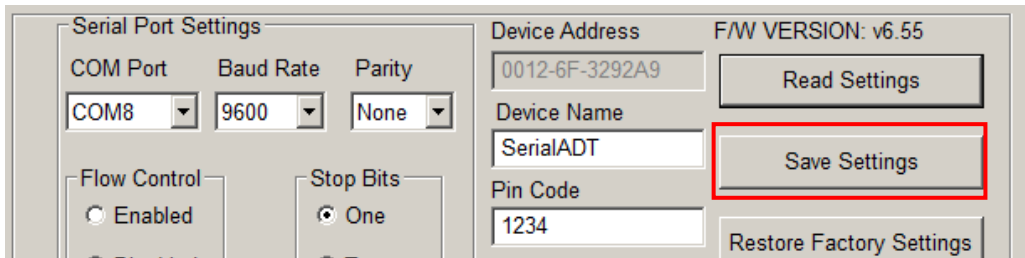 Serial Port Settings
COM Port Baud Rate Parity
COM8 9600 None
Flow Control
Enabled
Stop Bits
One
Device Address
0012-6F-3292A9
Device Name
SerialADT
Pin Code
1234
F/W VERSION: v6.55
Read Settings
Save Settings
Restore Factory Settings